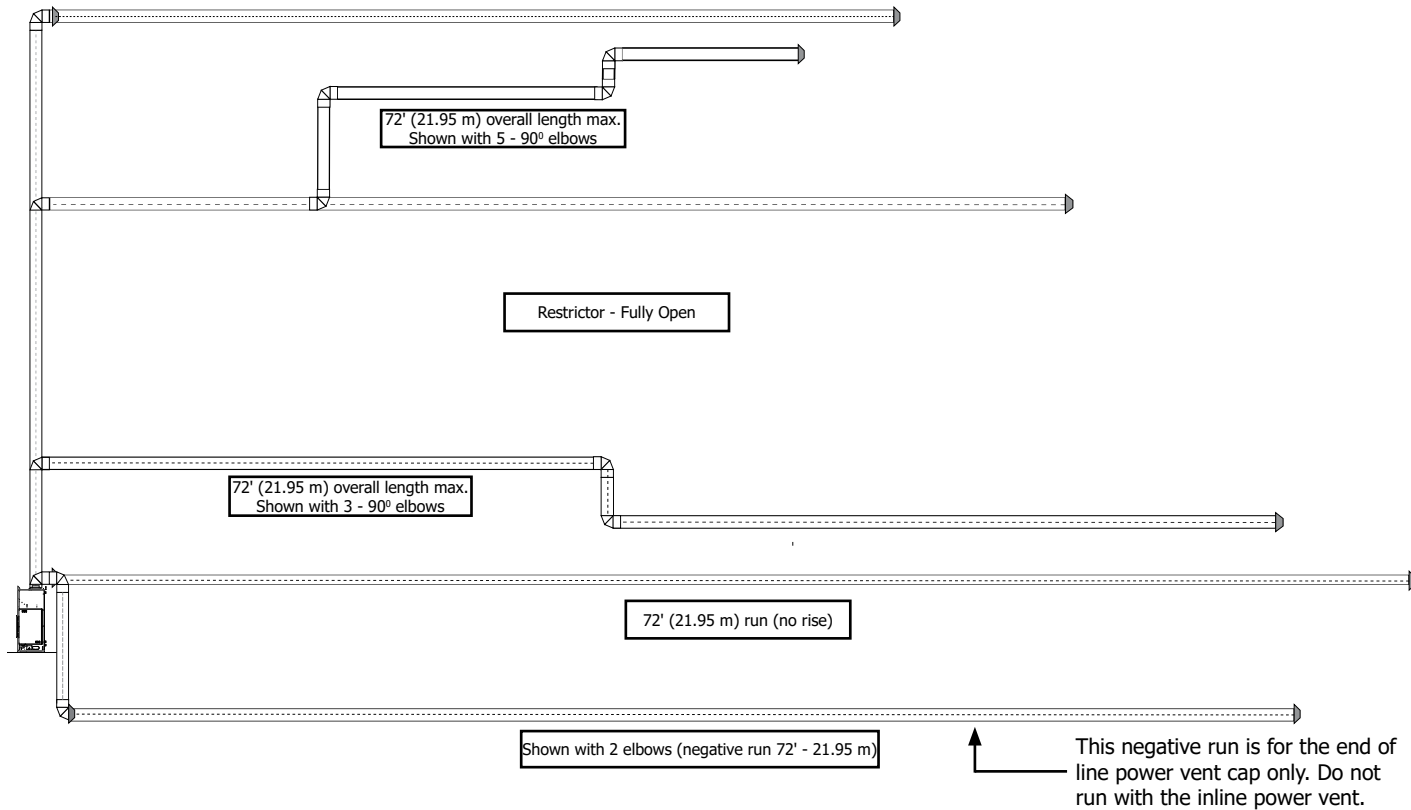 72' (21.95 m) overall length max.
Shown with 5 - 90⁰ elbows
Restrictor - Fully Open
72' (21.95 m) overall length max.
Shown with 3 - 90⁰ elbows
72' (21.95 m) run (no rise)
Shown with 2 elbows (negative run 72' - 21.95 m)
This negative run is for the end of
line power vent cap only. Do not
run with the inline power vent.